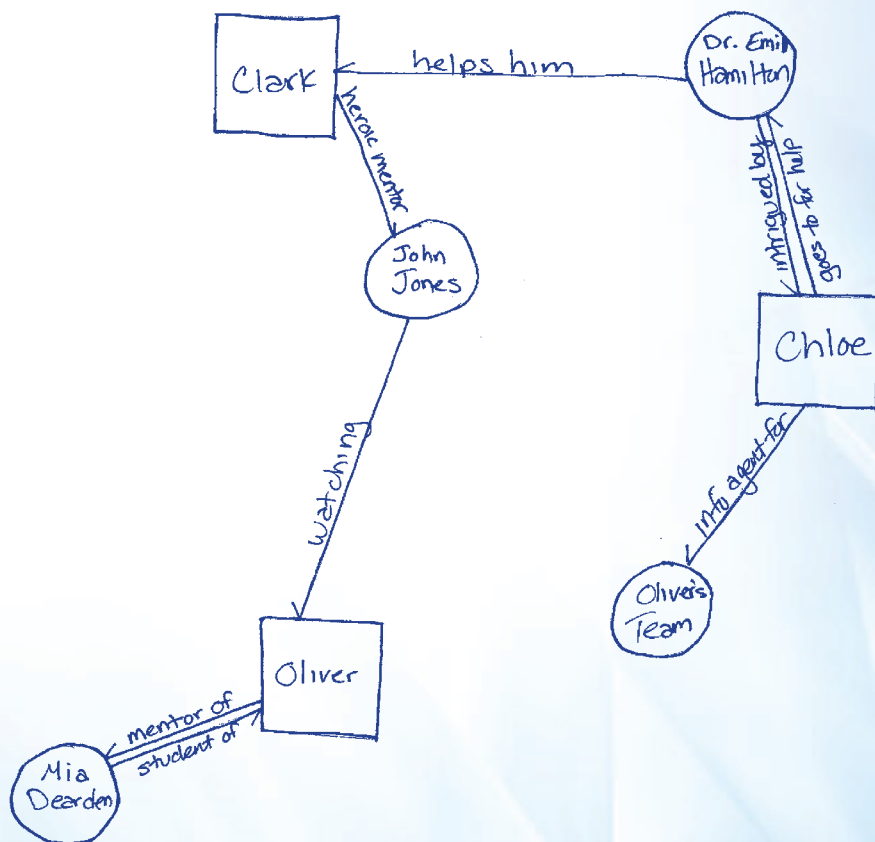 Clark
helps him
Dr. Emil
Hamilton
heroic mentor
John
Jones
intrigued by
goes to for help
Chloe
watching
info agent for
Oliver's
Team
Oliver
mentor of
student of
Mia
Dearden